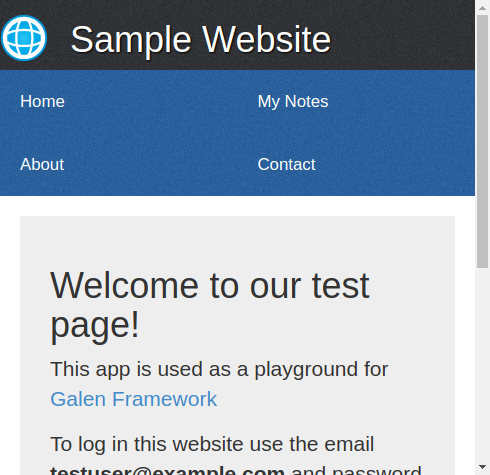 Sample Website
Home My Notes
About Contact
Welcome to our test
page!
This app is used as a playground for
Galen Framework
To log in this website use the email
testuser@example.com and password